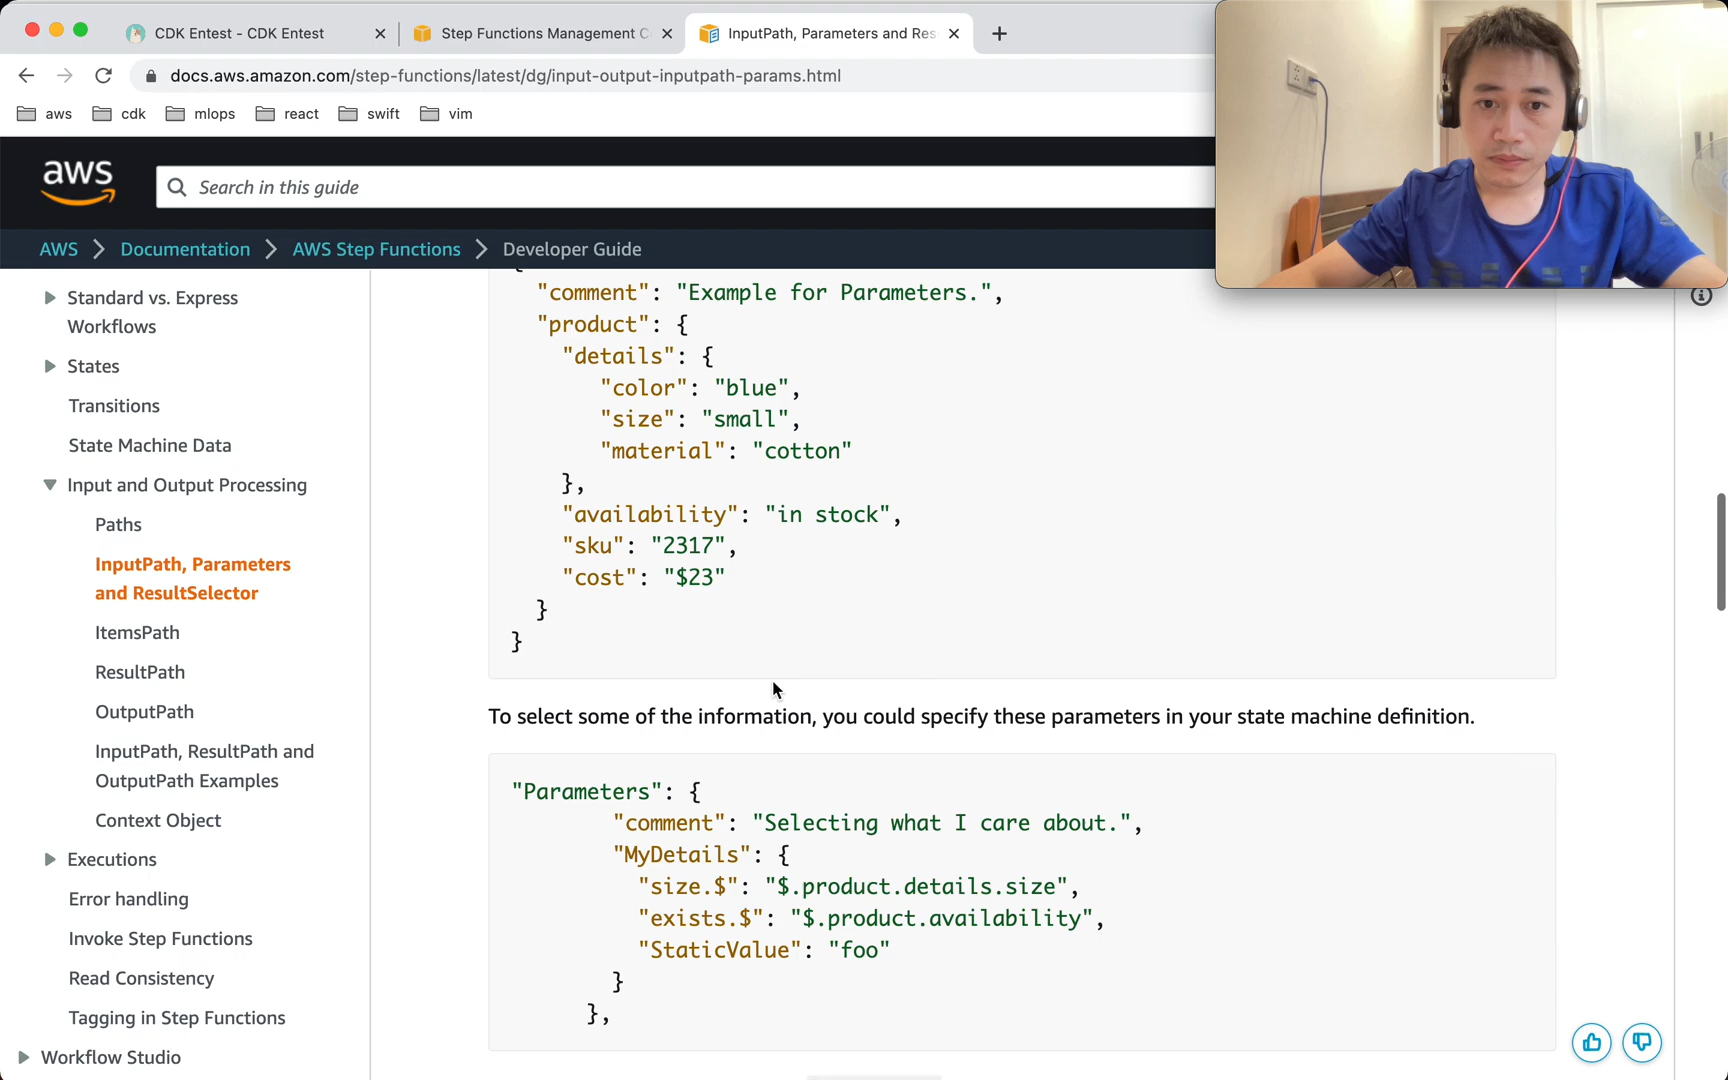 CDK Entest - CDK Entest
Step Functions Management C
InputPath, Parameters and Res
docs.aws.amazon.com/step-functions/latest/dg/input-output-inputpath-params.html
aws
cdk
mlops
react
swift
vim
aws
Search in this guide
AWS
Documentation
AWS Step Functions
Developer Guide
Standard vs. Express
Workflows
States
Transitions
State Machine Data
Input and Output Processing
Paths
InputPath, Parameters
and ResultSelector
ItemsPath
ResultPath
OutputPath
InputPath, ResultPath and
OutputPath Examples
Context Object
Executions
Error handling
Invoke Step Functions
Read Consistency
Tagging in Step Functions
Workflow Studio
{
"comment": "Example for Parameters.",
"product": {
"details": {
"color": "blue",
"size": "small",
"material": "cotton"
},
"availability": "in stock",
"sku": "2317",
"cost": "$23"
}
}
To select some of the information, you could specify these parameters in your state machine definition.
"Parameters": {
"comment": "Selecting what I care about.",
"MyDetails": {
"size.$": "$.product.details.size",
"exists.$": "$.product.availability",
"StaticValue": "foo"
}
},